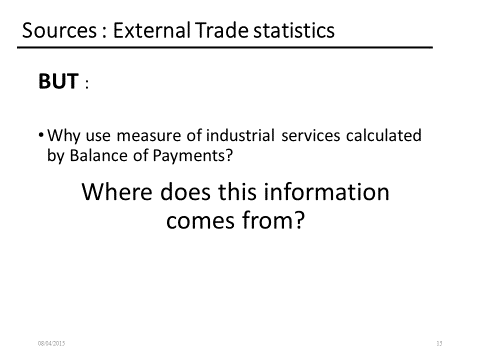 Sources : External Trade statistics
BUT :
• Why use measure of industrial services calculated
by Balance of Payments?
Where does this information
comes from?
08/04/2015
15